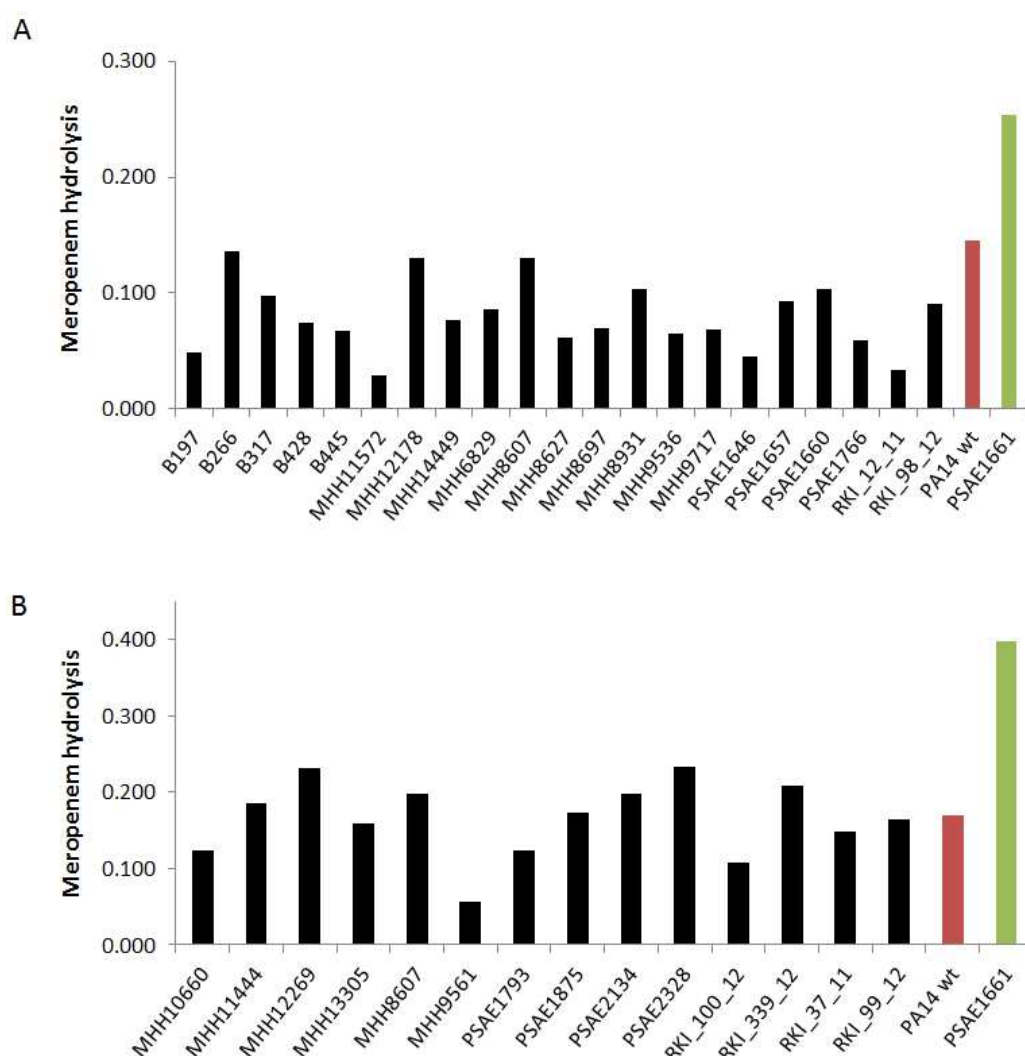 A
Meropenem hydrolysis
0.300
0.200
0.100
0.000
B197
B266
B317
B428
B445
MHH11572
MHH12178
MHH14449
MHH6829
MHH8607
MHH8627
MHH8697
MHH8931
MHH9536
MHH9717
PSAE1646
PSAE1657
PSAE1660
PSAE1766
RKI_12_11
RKI_98_12
PA14 wt
PSAE1661
B
Meropenem hydrolysis
0.400
0.300
0.200
0.100
0.000
MHH10660
MHH11444
MHH12269
MHH13305
MHH8607
MHH9561
PSAE1793
PSAE1875
PSAE2134
PSAE2328
RKI_100_12
RKI_339_12
RKI_37_11
RKI_99_12
PA14 wt
PSAE1661